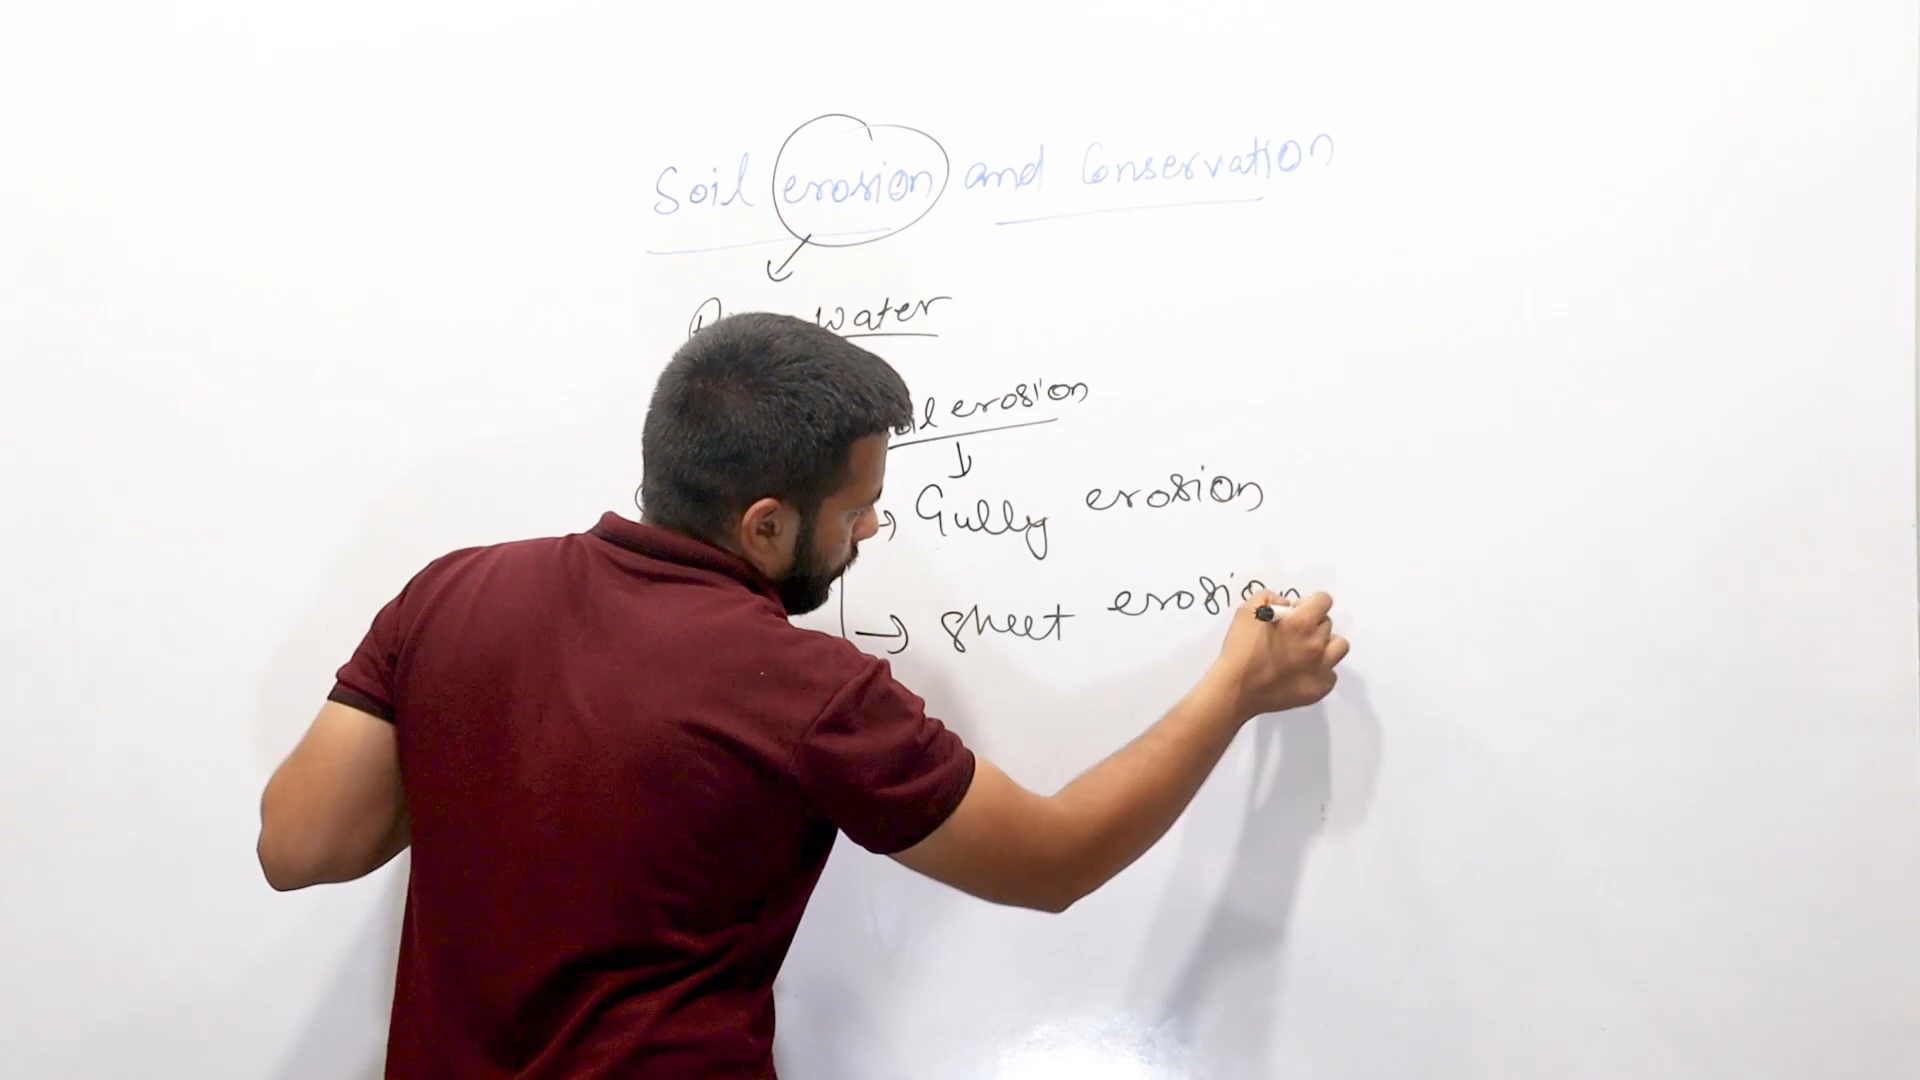 Soil erosion and Conservation
Water
erosion
Gully erosion
sheet erosion